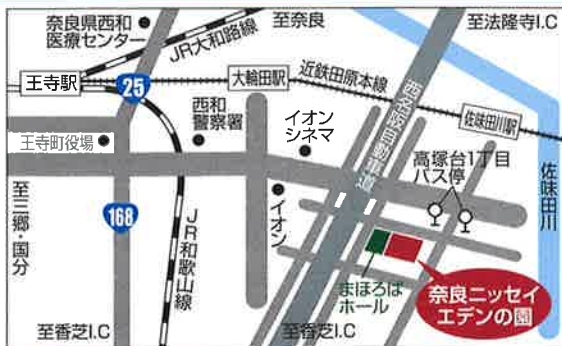 奈良県西和
医療センター
至奈良
至法隆寺I.C
JR大和路線
王寺駅
25
大輪田駅
近鉄田原本線
西名阪自動車道
佐味田川駅
王寺町役場
西和
警察署
イオン
シネマ
高塚台1丁目
バス停
佐味田川
至三郷・国分
168
JR和歌山線
イオン
まほろば
ホール
奈良ニッセイ
エデンの園
至香芝I.C
至香芝I.C